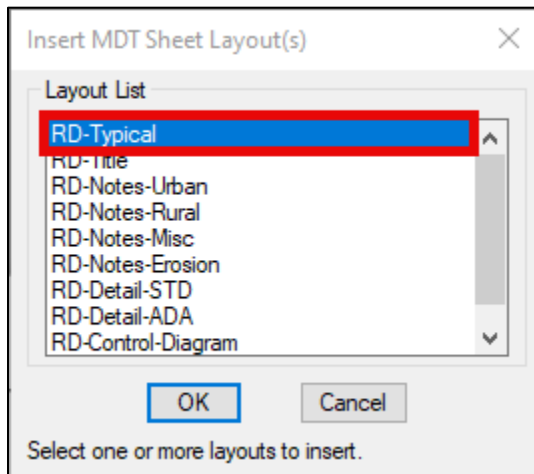 Insert MDT Sheet Layout(s)
Layout List
RD-Typical
RD-Title
RD-Notes-Urban
RD-Notes-Rural
RD-Notes-Misc
RD-Notes-Erosion
RD-Detail-STD
RD-Detail-ADA
RD-Control-Diagram
OK Cancel
Select one or more layouts to insert.